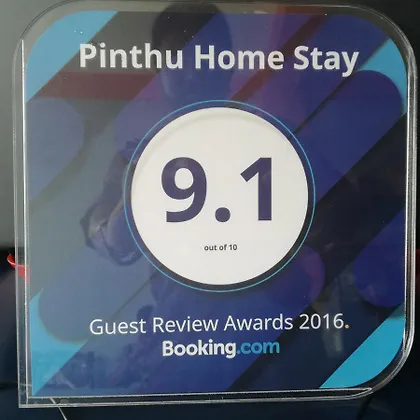 Pinthu Home Stay
9.1
out of 10
Guest Review Awards 2016.
Booking.com